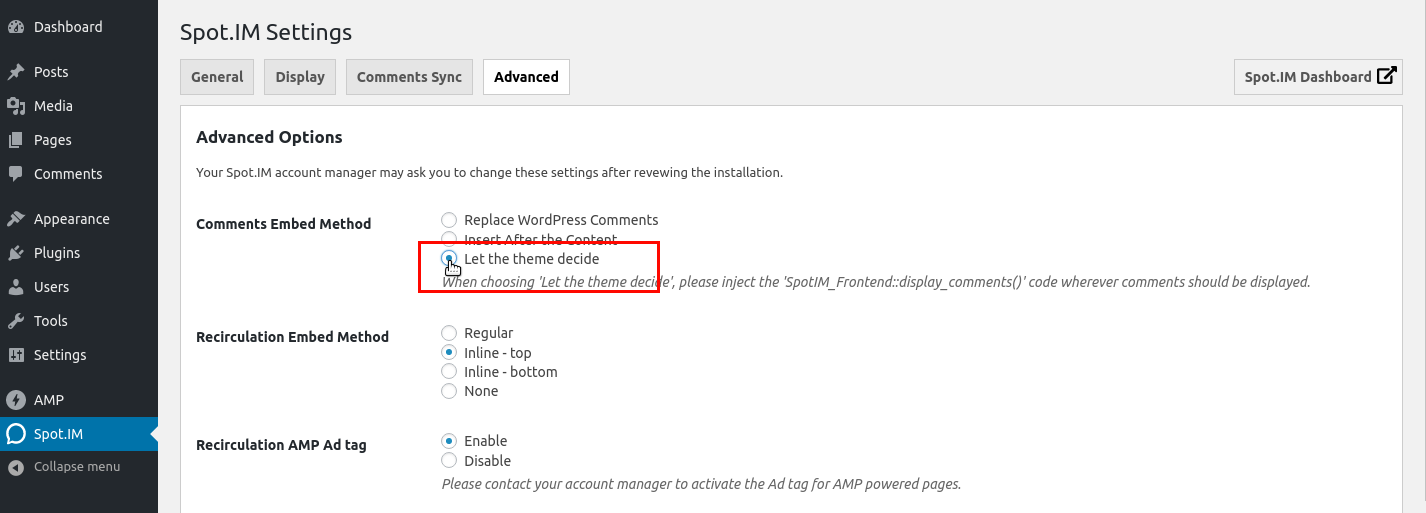 Dashboard
Posts
Media
Pages
Comments
Appearance
Plugins
Users
Tools
Settings
AMP
Spot.IM
Collapse menu
Spot.IM Settings
General Display Comments Sync Advanced Spot.IM Dashboard
Advanced Options
Your Spot.IM account manager may ask you to change these settings after revewing the installation.
Comments Embed Method
Replace WordPress Comments
Insert After the Content
Let the theme decide
When choosing 'Let the theme decide', please inject the 'SpotIM_Frontend::display_comments()' code wherever comments should be displayed.
Recirculation Embed Method
Regular
Inline - top
Inline - bottom
None
Recirculation AMP Ad tag
Enable
Disable
Please contact your account manager to activate the Ad tag for AMP powered pages.